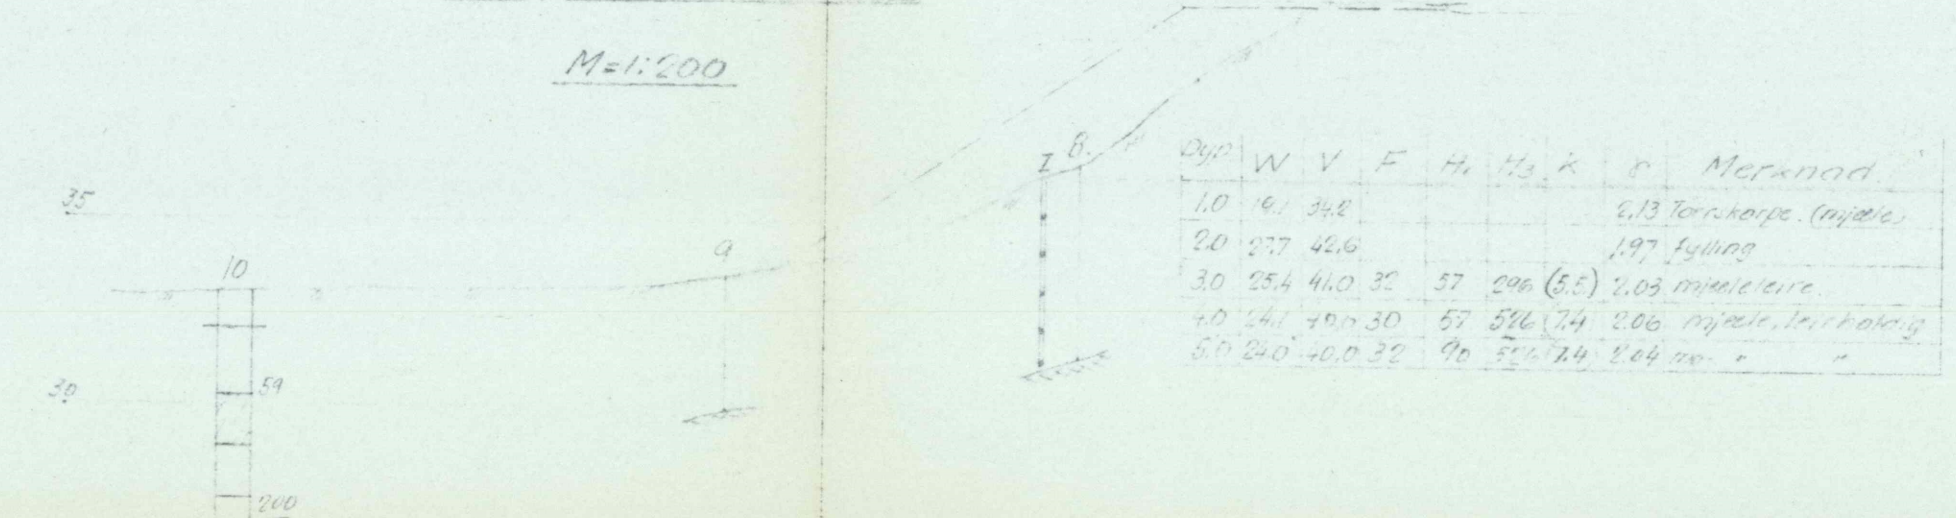 M=1:200
35
10
9
I 8.
30
59
200
Dyp W V F H₁ H₃ k γ Merknad.
1.0 19.1 34.2 2,13 Tørrskorpe. (mjæle)
2.0 27.7 42.6 1.97 fylling
3.0 25.4 41.0 32 57 296 (5.5) 2.03 mjæleleire.
4.0 24.1 40.0 30 57 526 7.4 2.06 mjæle, leirholdig
5.0 24.0 40.0 32 90 526 7.4 2.04 " "